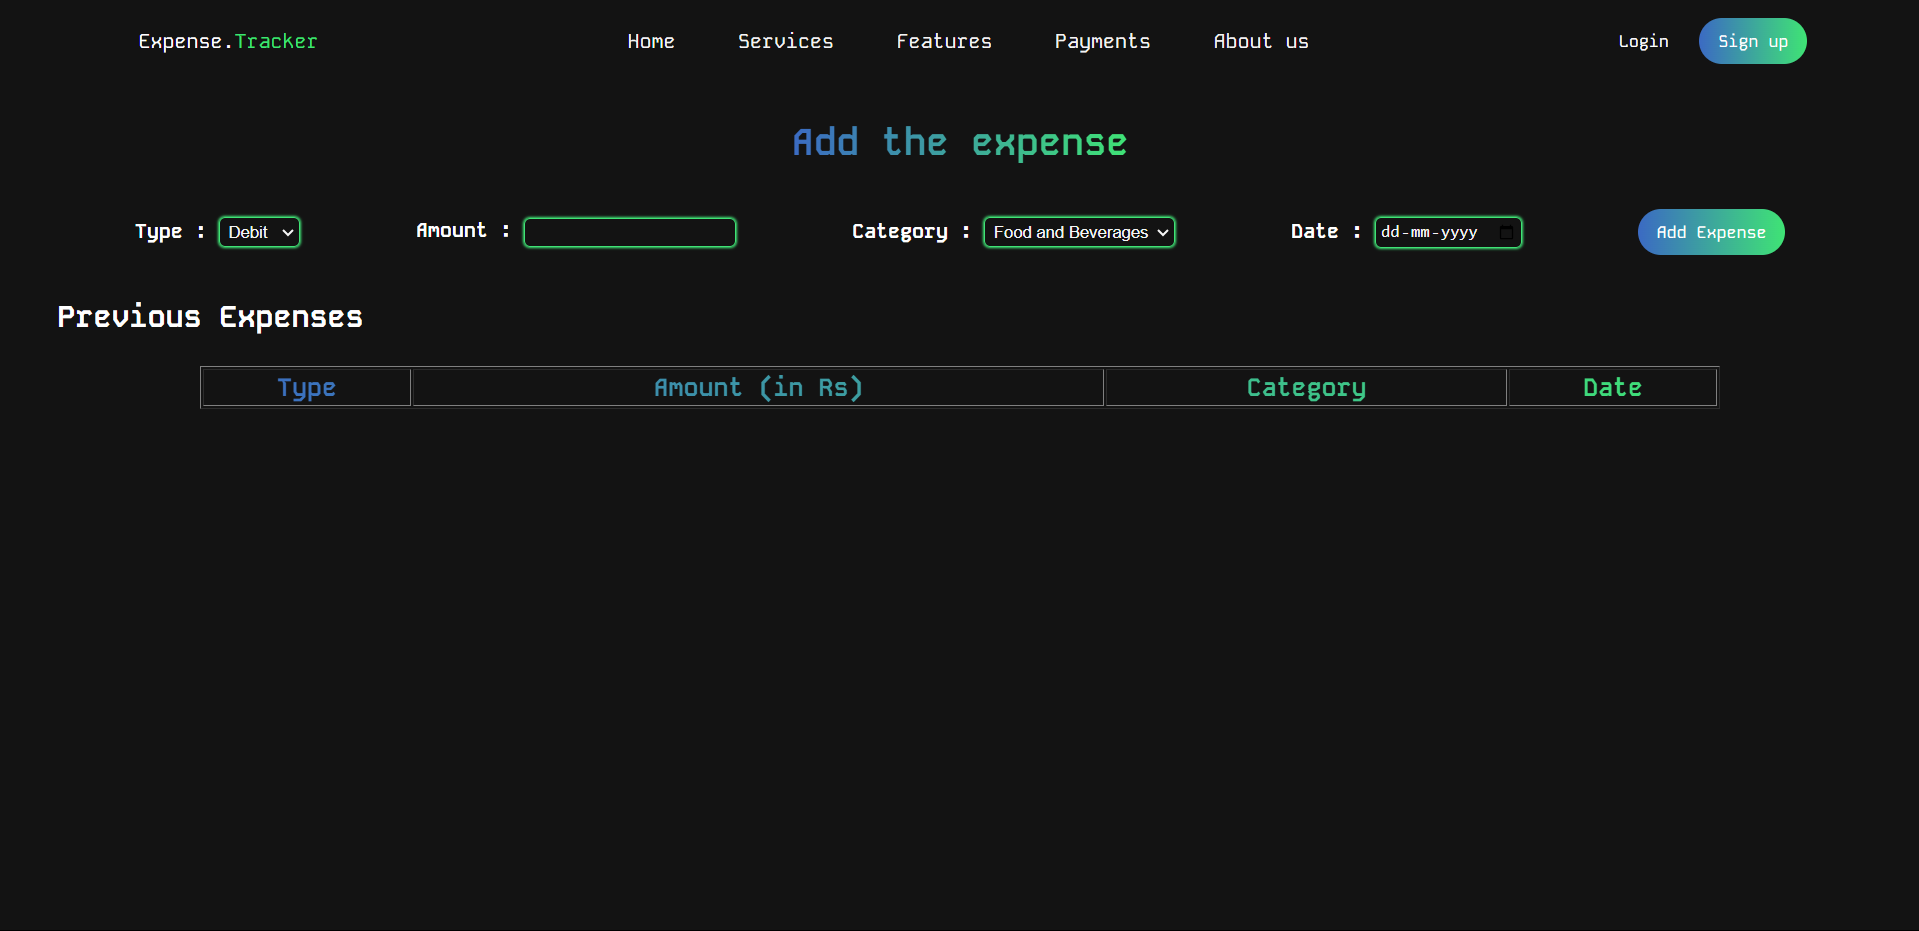 Expense.Tracker Home Services Features Payments About us Login Sign up
Add the expense
Type : Debit Amount : Category : Food and Beverages Date : dd-mm-yyyy Add Expense
Previous Expenses
Type Amount (in Rs) Category Date